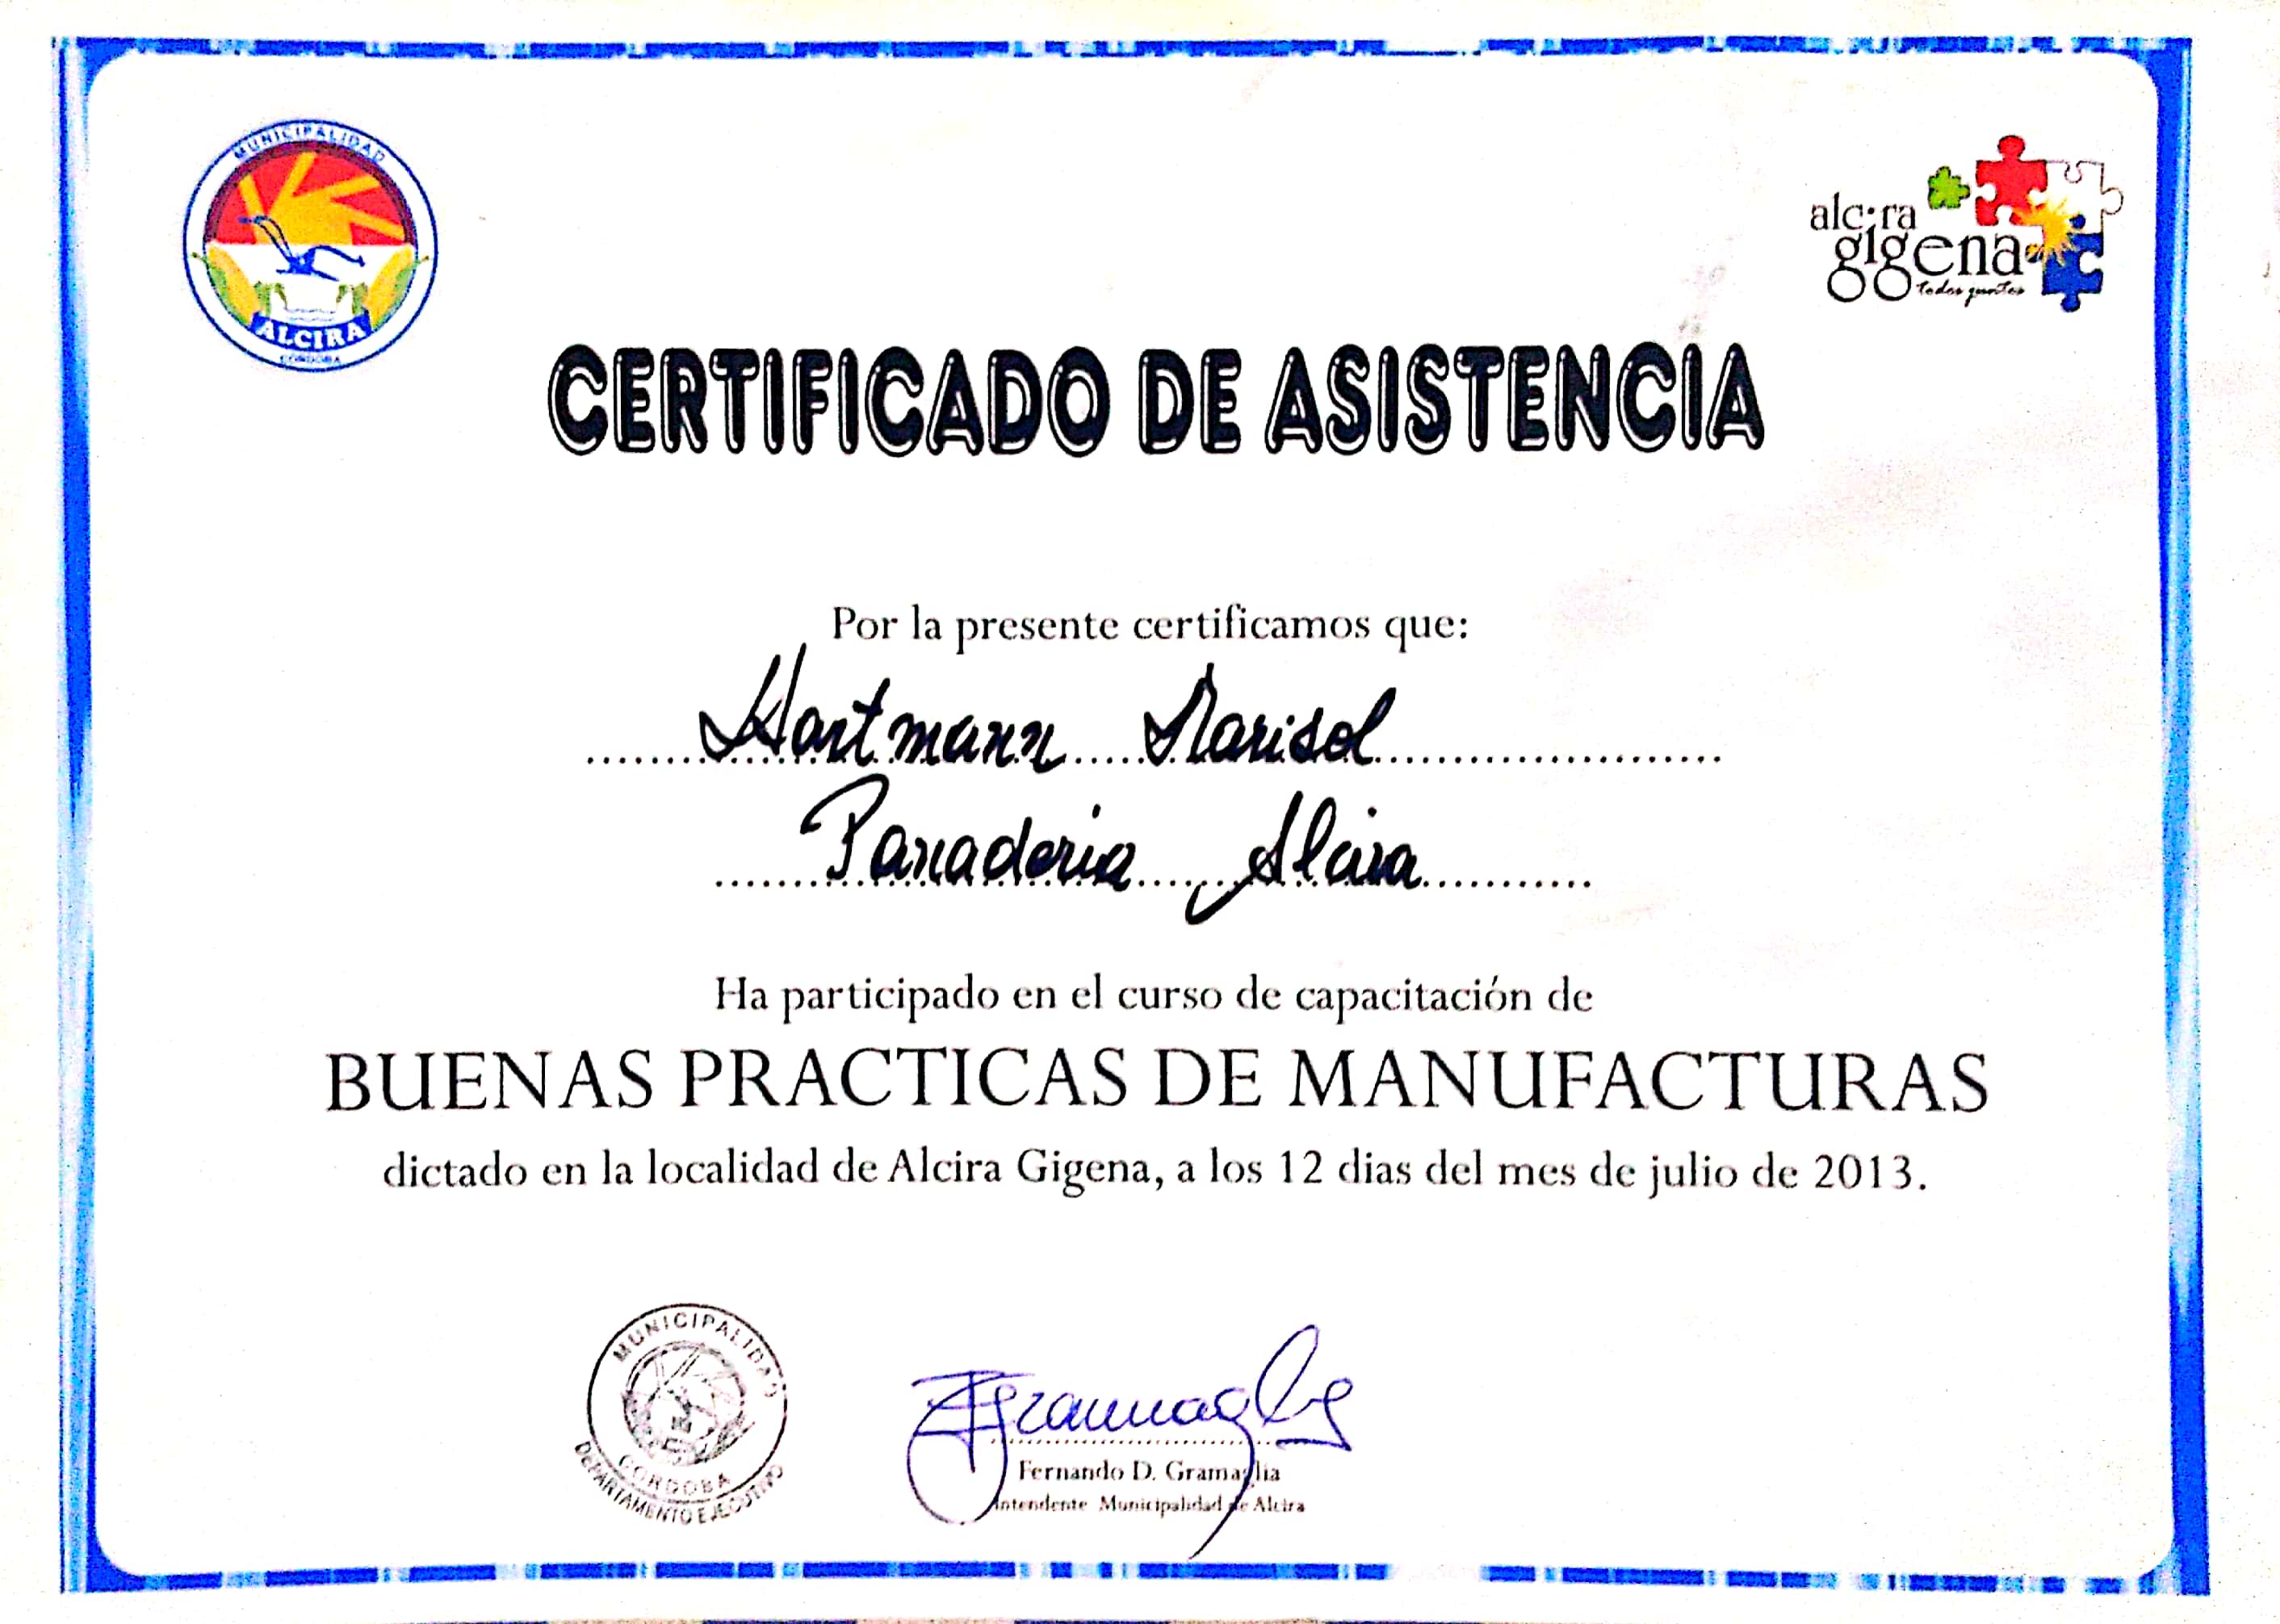 MUNICIPALIDAD
ALCIRA
CORDOBA
alcira
gigena
todos juntos
CERTIFICADO DE ASISTENCIA
Por la presente certificamos que:
Hartmann Marisol
Panaderia Alcira
Ha participado en el curso de capacitación de
BUENAS PRACTICAS DE MANUFACTURAS
dictado en la localidad de Alcira Gigena, a los 12 dias del mes de julio de 2013.
MUNICIPALIDAD
CORDOBA
DEPARTAMENTO EJECUTIVO
Fernando D. Gramaglia
Intendente Municipalidad de Alcira